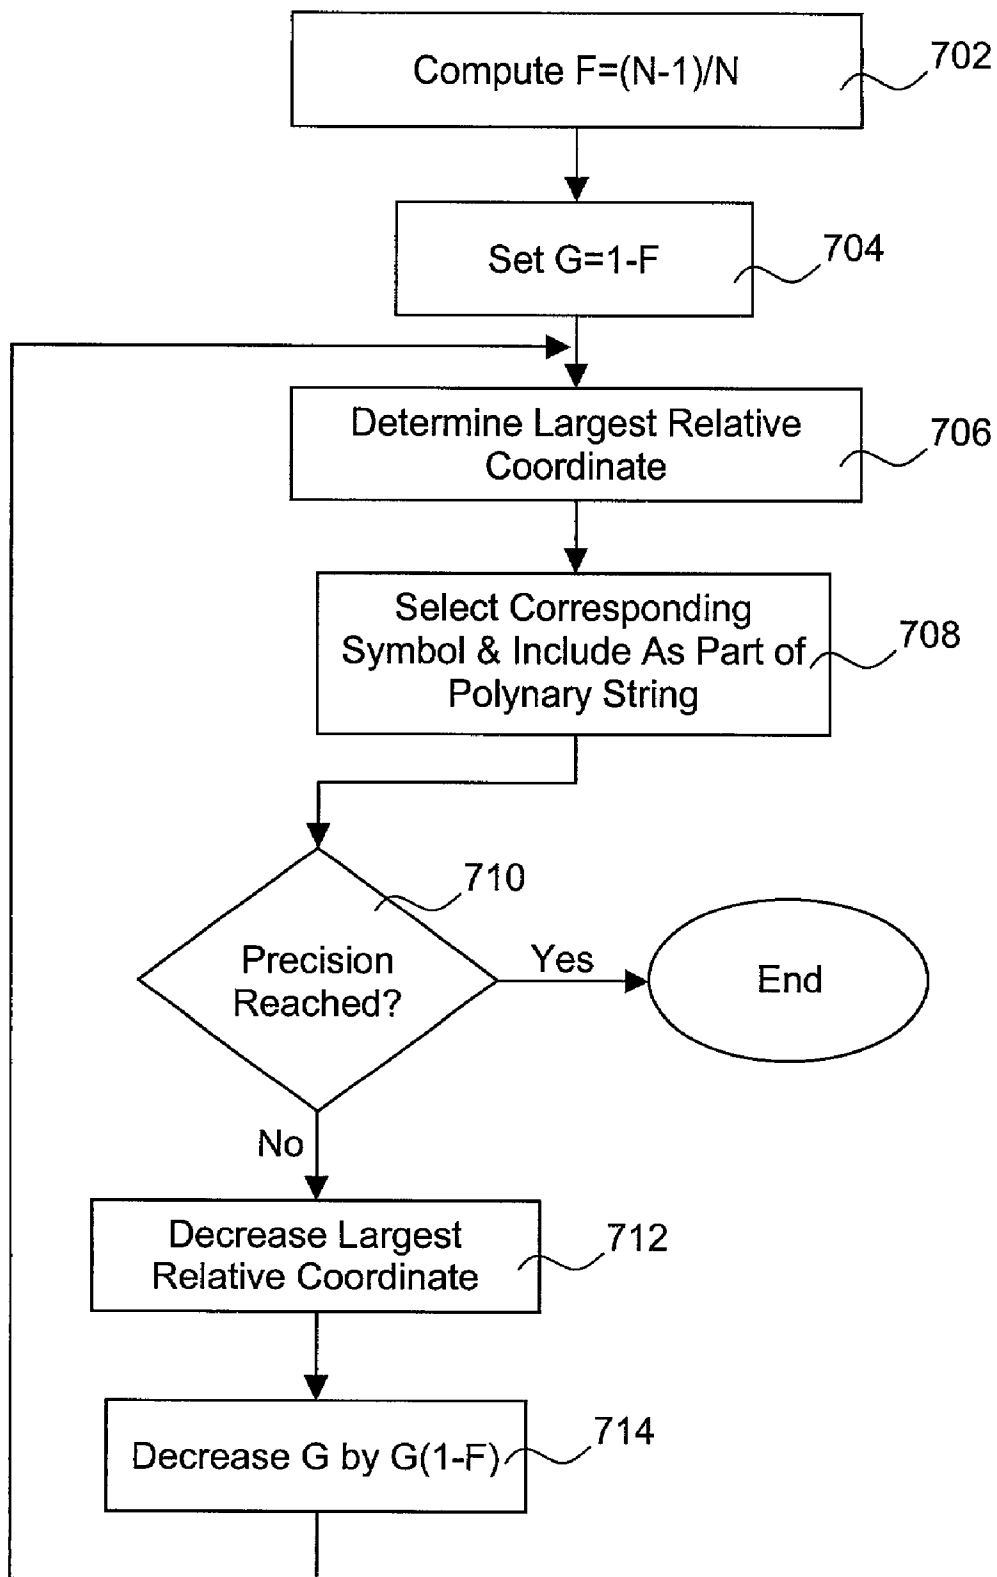 Compute F=(N-1)/N
702
Set G=1-F
704
Determine Largest Relative
Coordinate
706
Select Corresponding
Symbol & Include As Part of
Polynary String
708
710
Precision
Reached?
Yes
End
No
Decrease Largest
Relative Coordinate
712
Decrease G by G(1-F)
714